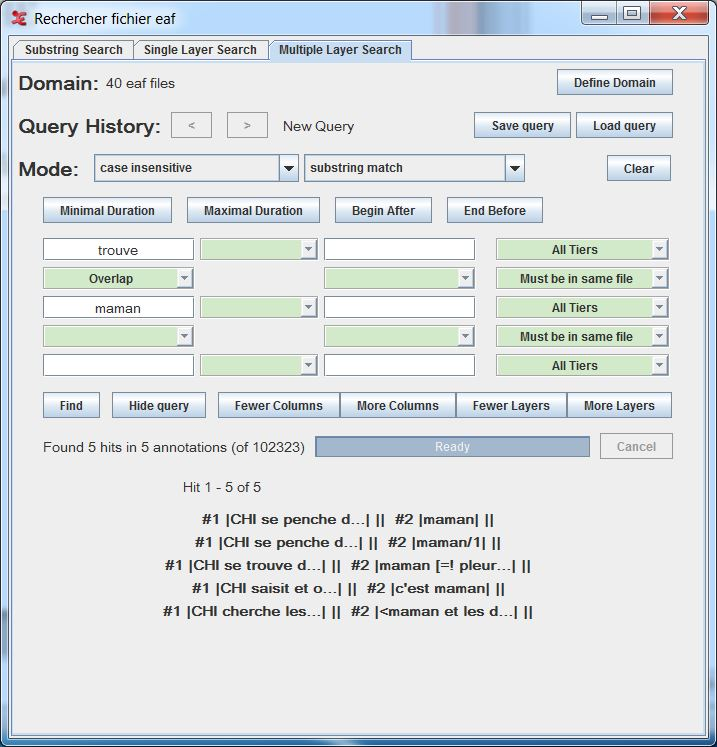 Rechercher fichier eaf
Substring Search Single Layer Search Multiple Layer Search
Domain: 40 eaf files Define Domain
Query History: < > New Query Save query Load query
Mode: case insensitive substring match Clear
Minimal Duration Maximal Duration Begin After End Before
trouve All Tiers
Overlap Must be in same file
maman All Tiers
Must be in same file
All Tiers
Find Hide query Fewer Columns More Columns Fewer Layers More Layers
Found 5 hits in 5 annotations (of 102323) Ready Cancel
Hit 1 - 5 of 5
#1 |CHI se penche d...| || #2 |maman| ||
#1 |CHI se penche d...| || #2 |maman/1| ||
#1 |CHI se trouve d...| || #2 |maman [=! pleur...| ||
#1 |CHI saisit et o...| || #2 |c'est maman| ||
#1 |CHI cherche les...| || #2 |<maman et les d...| ||